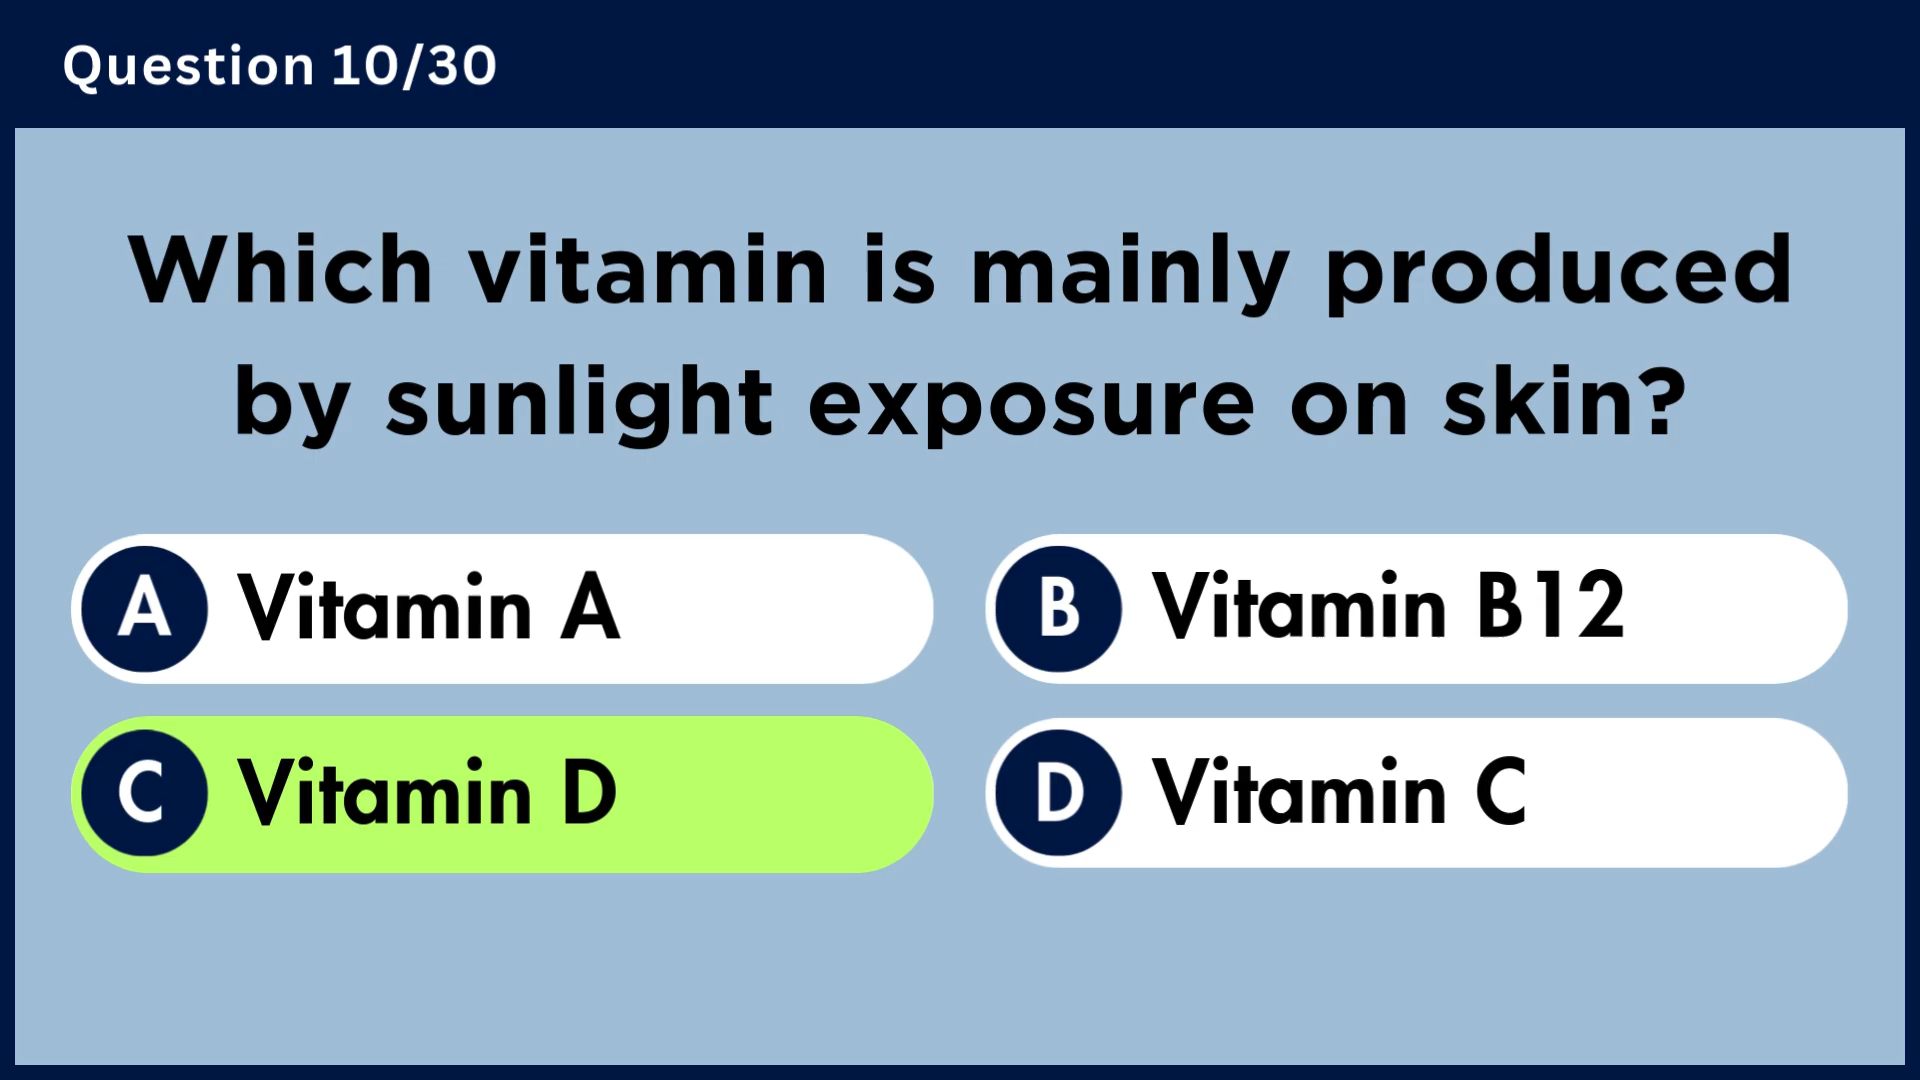 Question 10/30
Which vitamin is mainly produced
by sunlight exposure on skin?
A Vitamin A
B Vitamin B12
C Vitamin D
D Vitamin C